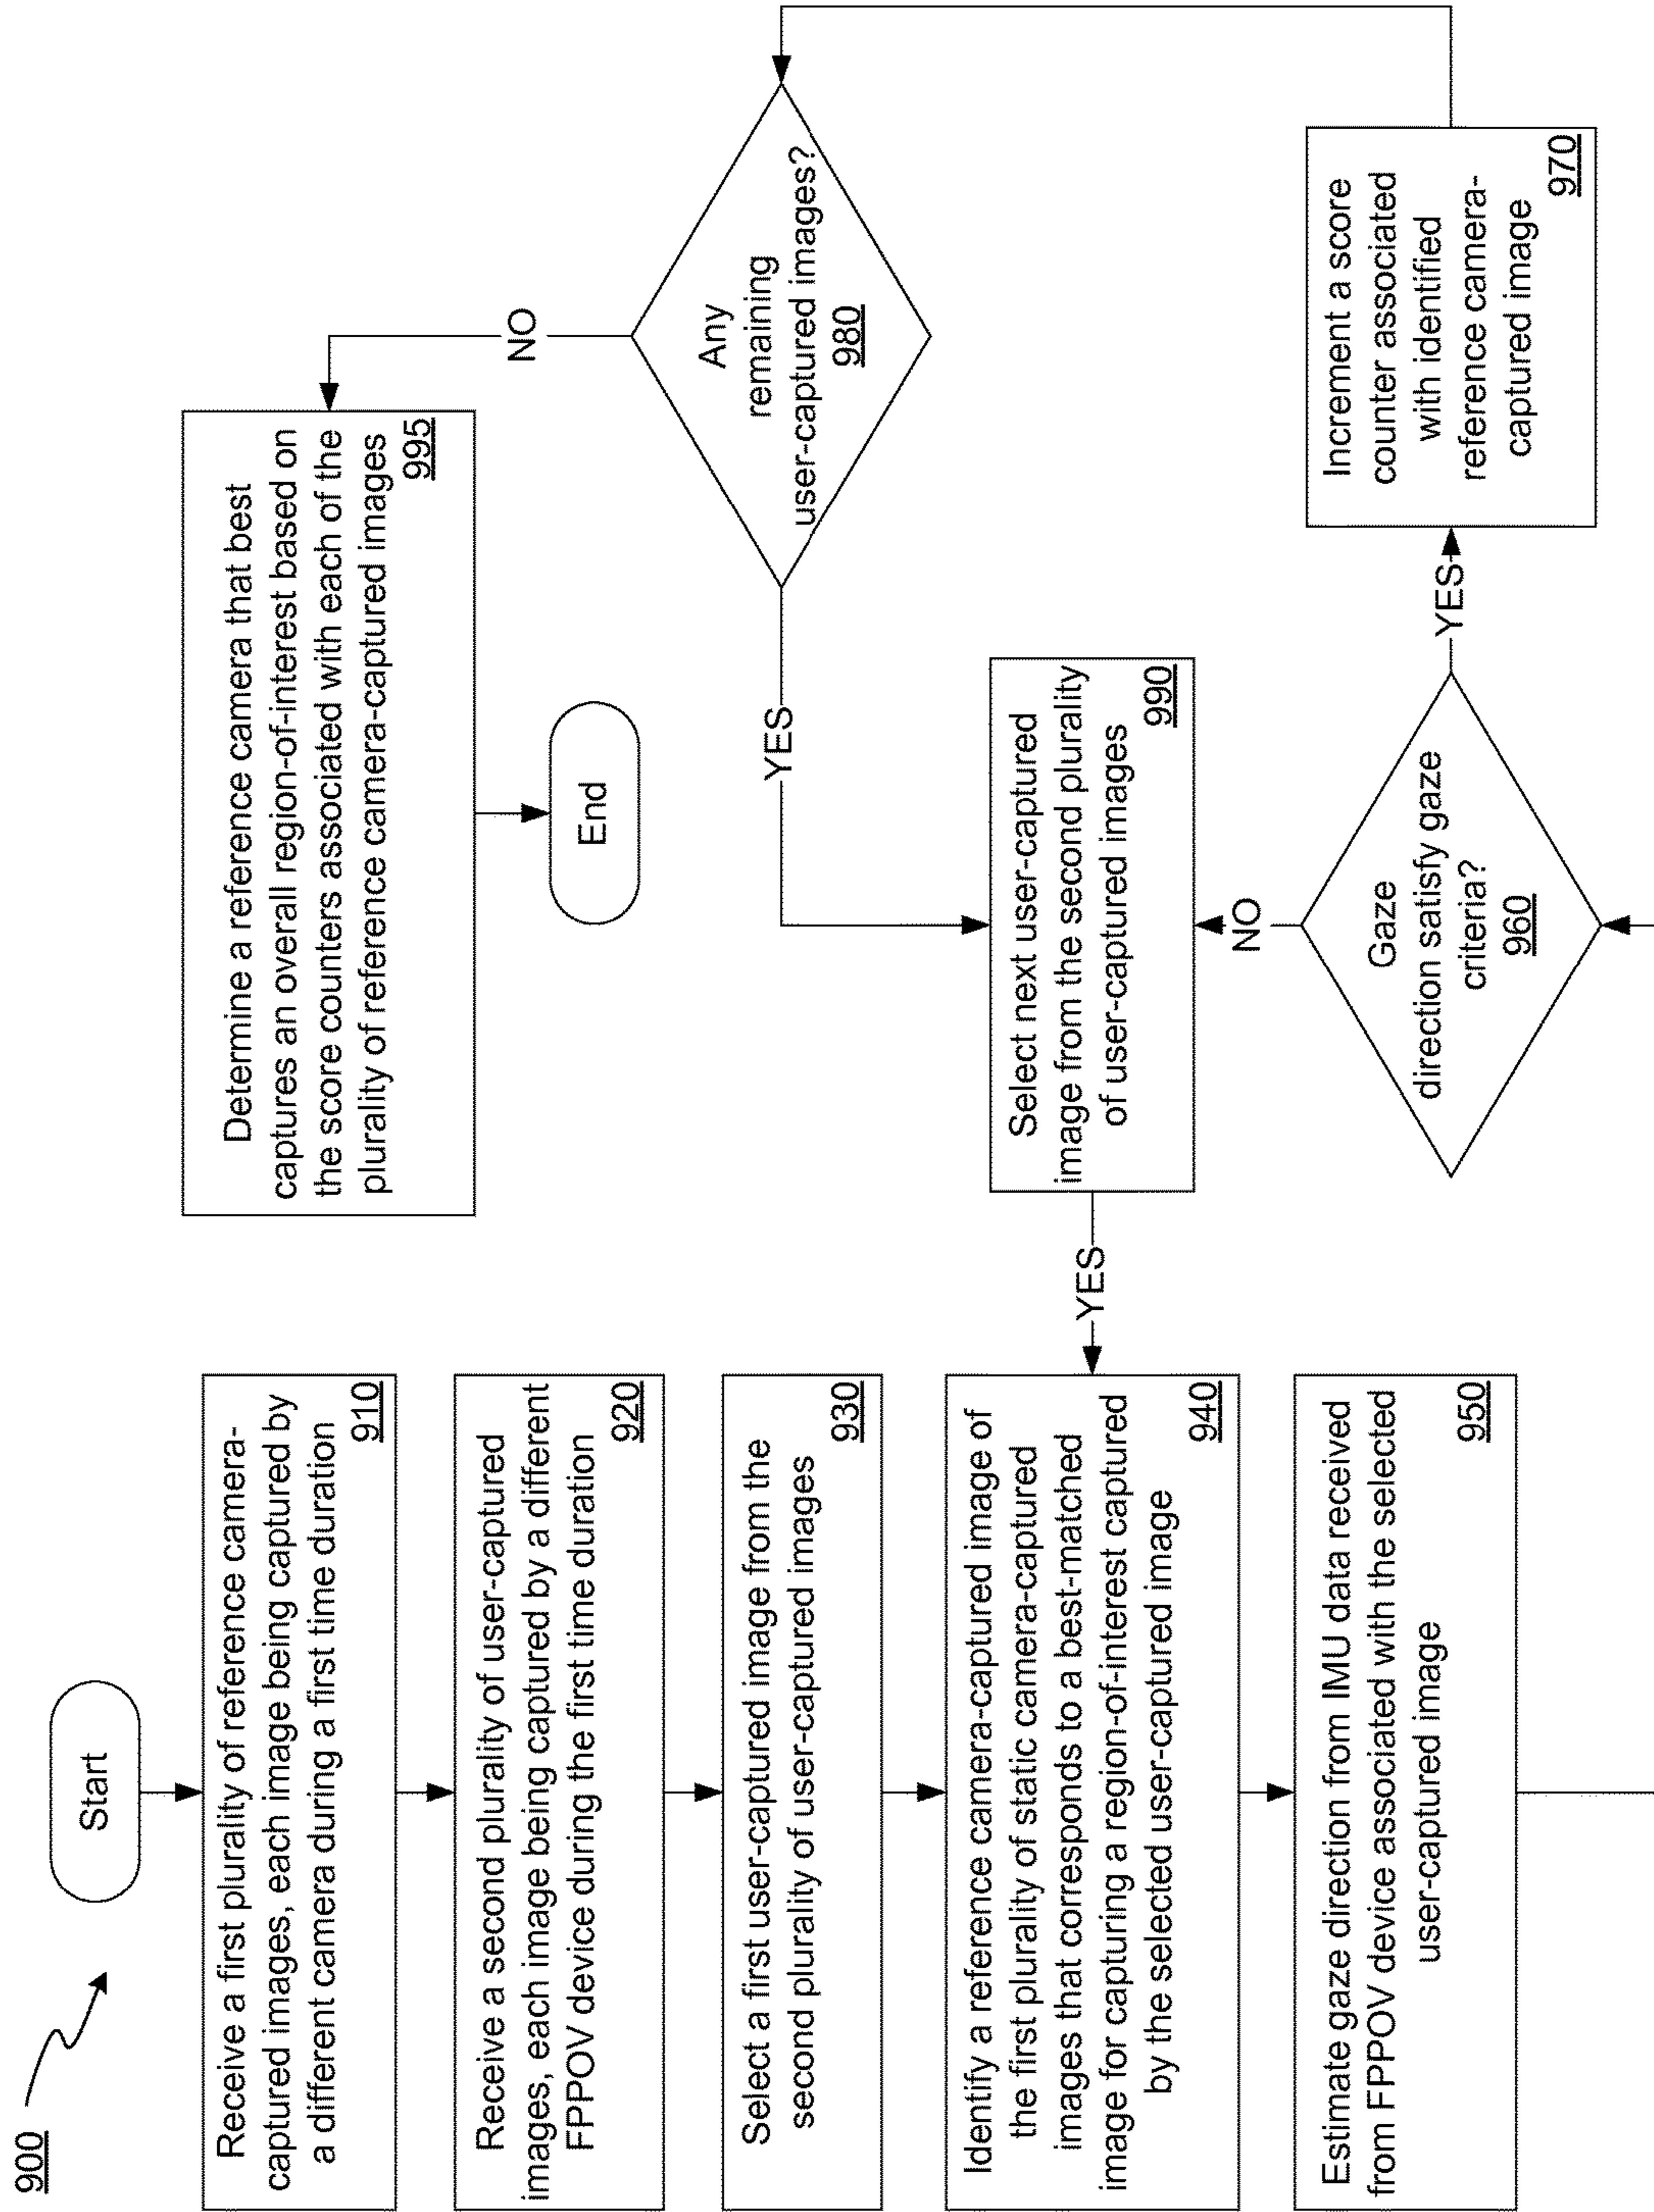 900
Start
Receive a first plurality of reference camera-
captured images, each image being captured by
a different camera during a first time duration
910
Receive a second plurality of user-captured
images, each image being captured by a different
FPPOV device during the first time duration
920
Select a first user-captured image from the
second plurality of user-captured images
930
Identify a reference camera-captured image of
the first plurality of static camera-captured
images that corresponds to a best-matched
image for capturing a region-of-interest captured
by the selected user-captured image
940
Estimate gaze direction from IMU data received
from FPPOV device associated with the selected
user-captured image
950
Gaze
direction satisfy gaze
criteria?
960
YES
NO
Increment a score
counter associated
with identified
reference camera-
captured image
970
Any
remaining
user-captured images?
980
YES
NO
Select next user-captured
image from the second plurality
of user-captured images
990
YES
Determine a reference camera that best
captures an overall region-of-interest based on
the score counters associated with each of the
plurality of reference camera-captured images
995
End